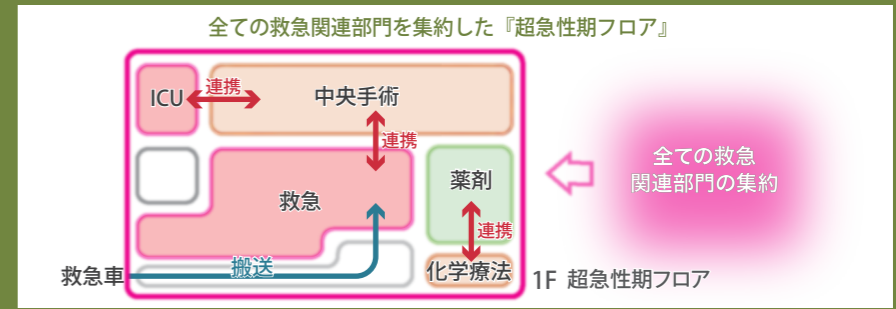 全ての救急関連部門を集約した『超急性期フロア』
ICU
連携
中央手術
連携
救急
薬剤
連携
化学療法
救急車
搬送
1F 超急性期フロア
全ての救急
関連部門の集約